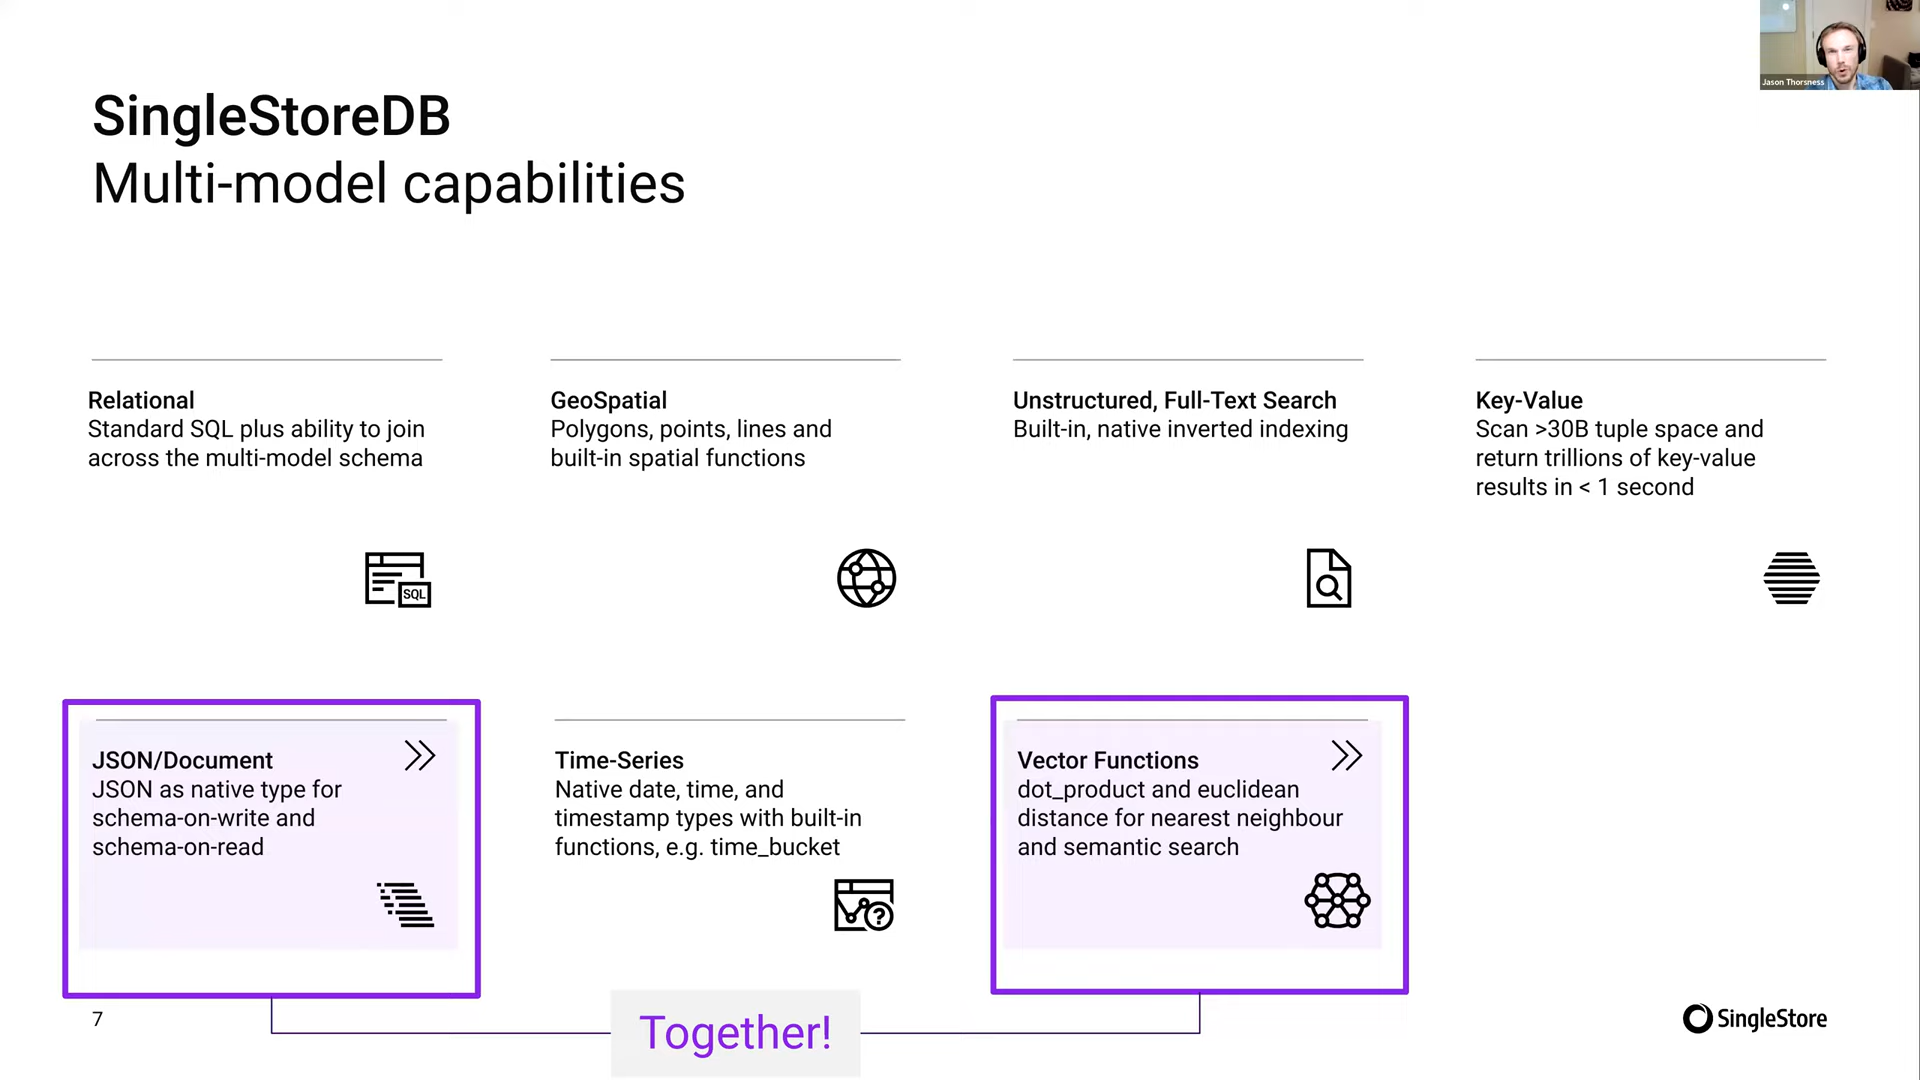 Jason Thorsness
SingleStoreDB
Multi-model capabilities
Relational
Standard SQL plus ability to join
across the multi-model schema
SQL
GeoSpatial
Polygons, points, lines and
built-in spatial functions
Unstructured, Full-Text Search
Built-in, native inverted indexing
Key-Value
Scan >30B tuple space and
return trillions of key-value
results in < 1 second
JSON/Document
JSON as native type for
schema-on-write and
schema-on-read
Time-Series
Native date, time, and
timestamp types with built-in
functions, e.g. time_bucket
?
Vector Functions
dot_product and euclidean
distance for nearest neighbour
and semantic search
7
Together!
SingleStore